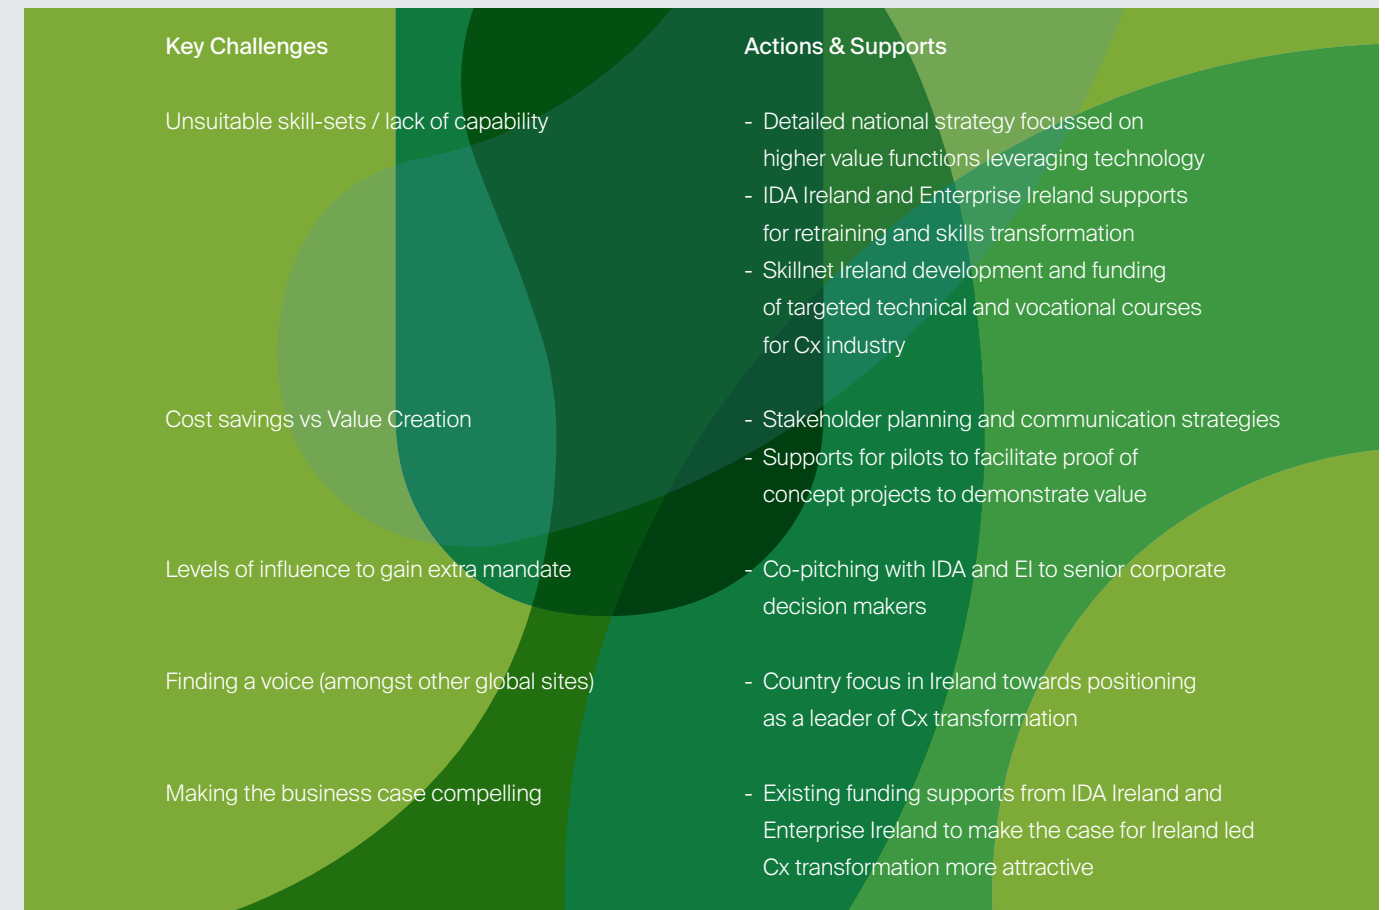 Key Challenges
Actions & Supports
Unsuitable skill-sets / lack of capability
- Detailed national strategy focussed on
higher value functions leveraging technology
- IDA Ireland and Enterprise Ireland supports
for retraining and skills transformation
- Skillnet Ireland development and funding
of targeted technical and vocational courses
for Cx industry
Cost savings vs Value Creation
- Stakeholder planning and communication strategies
- Supports for pilots to facilitate proof of
concept projects to demonstrate value
Levels of influence to gain extra mandate
- Co-pitching with IDA and EI to senior corporate
decision makers
Finding a voice (amongst other global sites)
- Country focus in Ireland towards positioning
as a leader of Cx transformation
Making the business case compelling
- Existing funding supports from IDA Ireland and
Enterprise Ireland to make the case for Ireland led
Cx transformation more attractive